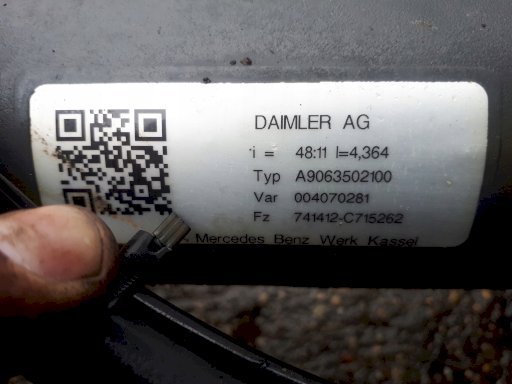 DAIMLER AG
i = 48:11 I=4,364
Typ A9063502100
Var 004070281
Fz 741412-C715262
Mercedes Benz Werk Kassel